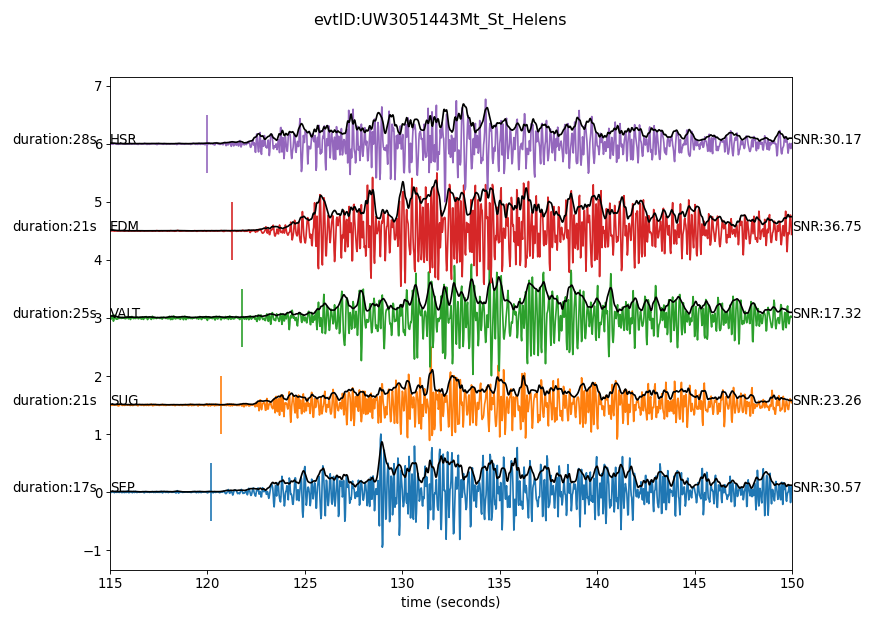 evtID:UW3051443Mt_St_Helens
7
duration:28s HSR SNR:30.17
6
5
duration:21s EDM SNR:36.75
4
duration:25s VALT SNR:17.32
3
2
duration:21s SUG SNR:23.26
1
duration:17s SEP SNR:30.57
0
−1
115 120 125 130 135 140 145 150
time (seconds)